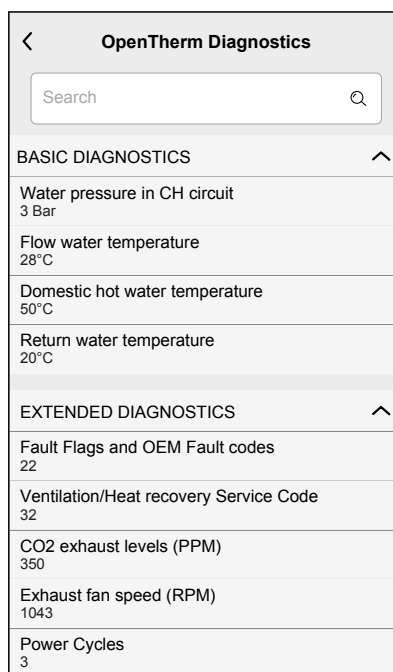 OpenTherm Diagnostics
Search
BASIC DIAGNOSTICS
Water pressure in CH circuit
3 Bar
Flow water temperature
28°C
Domestic hot water temperature
50°C
Return water temperature
20°C
EXTENDED DIAGNOSTICS
Fault Flags and OEM Fault codes
22
Ventilation/Heat recovery Service Code
32
CO2 exhaust levels (PPM)
350
Exhaust fan speed (RPM)
1043
Power Cycles
3